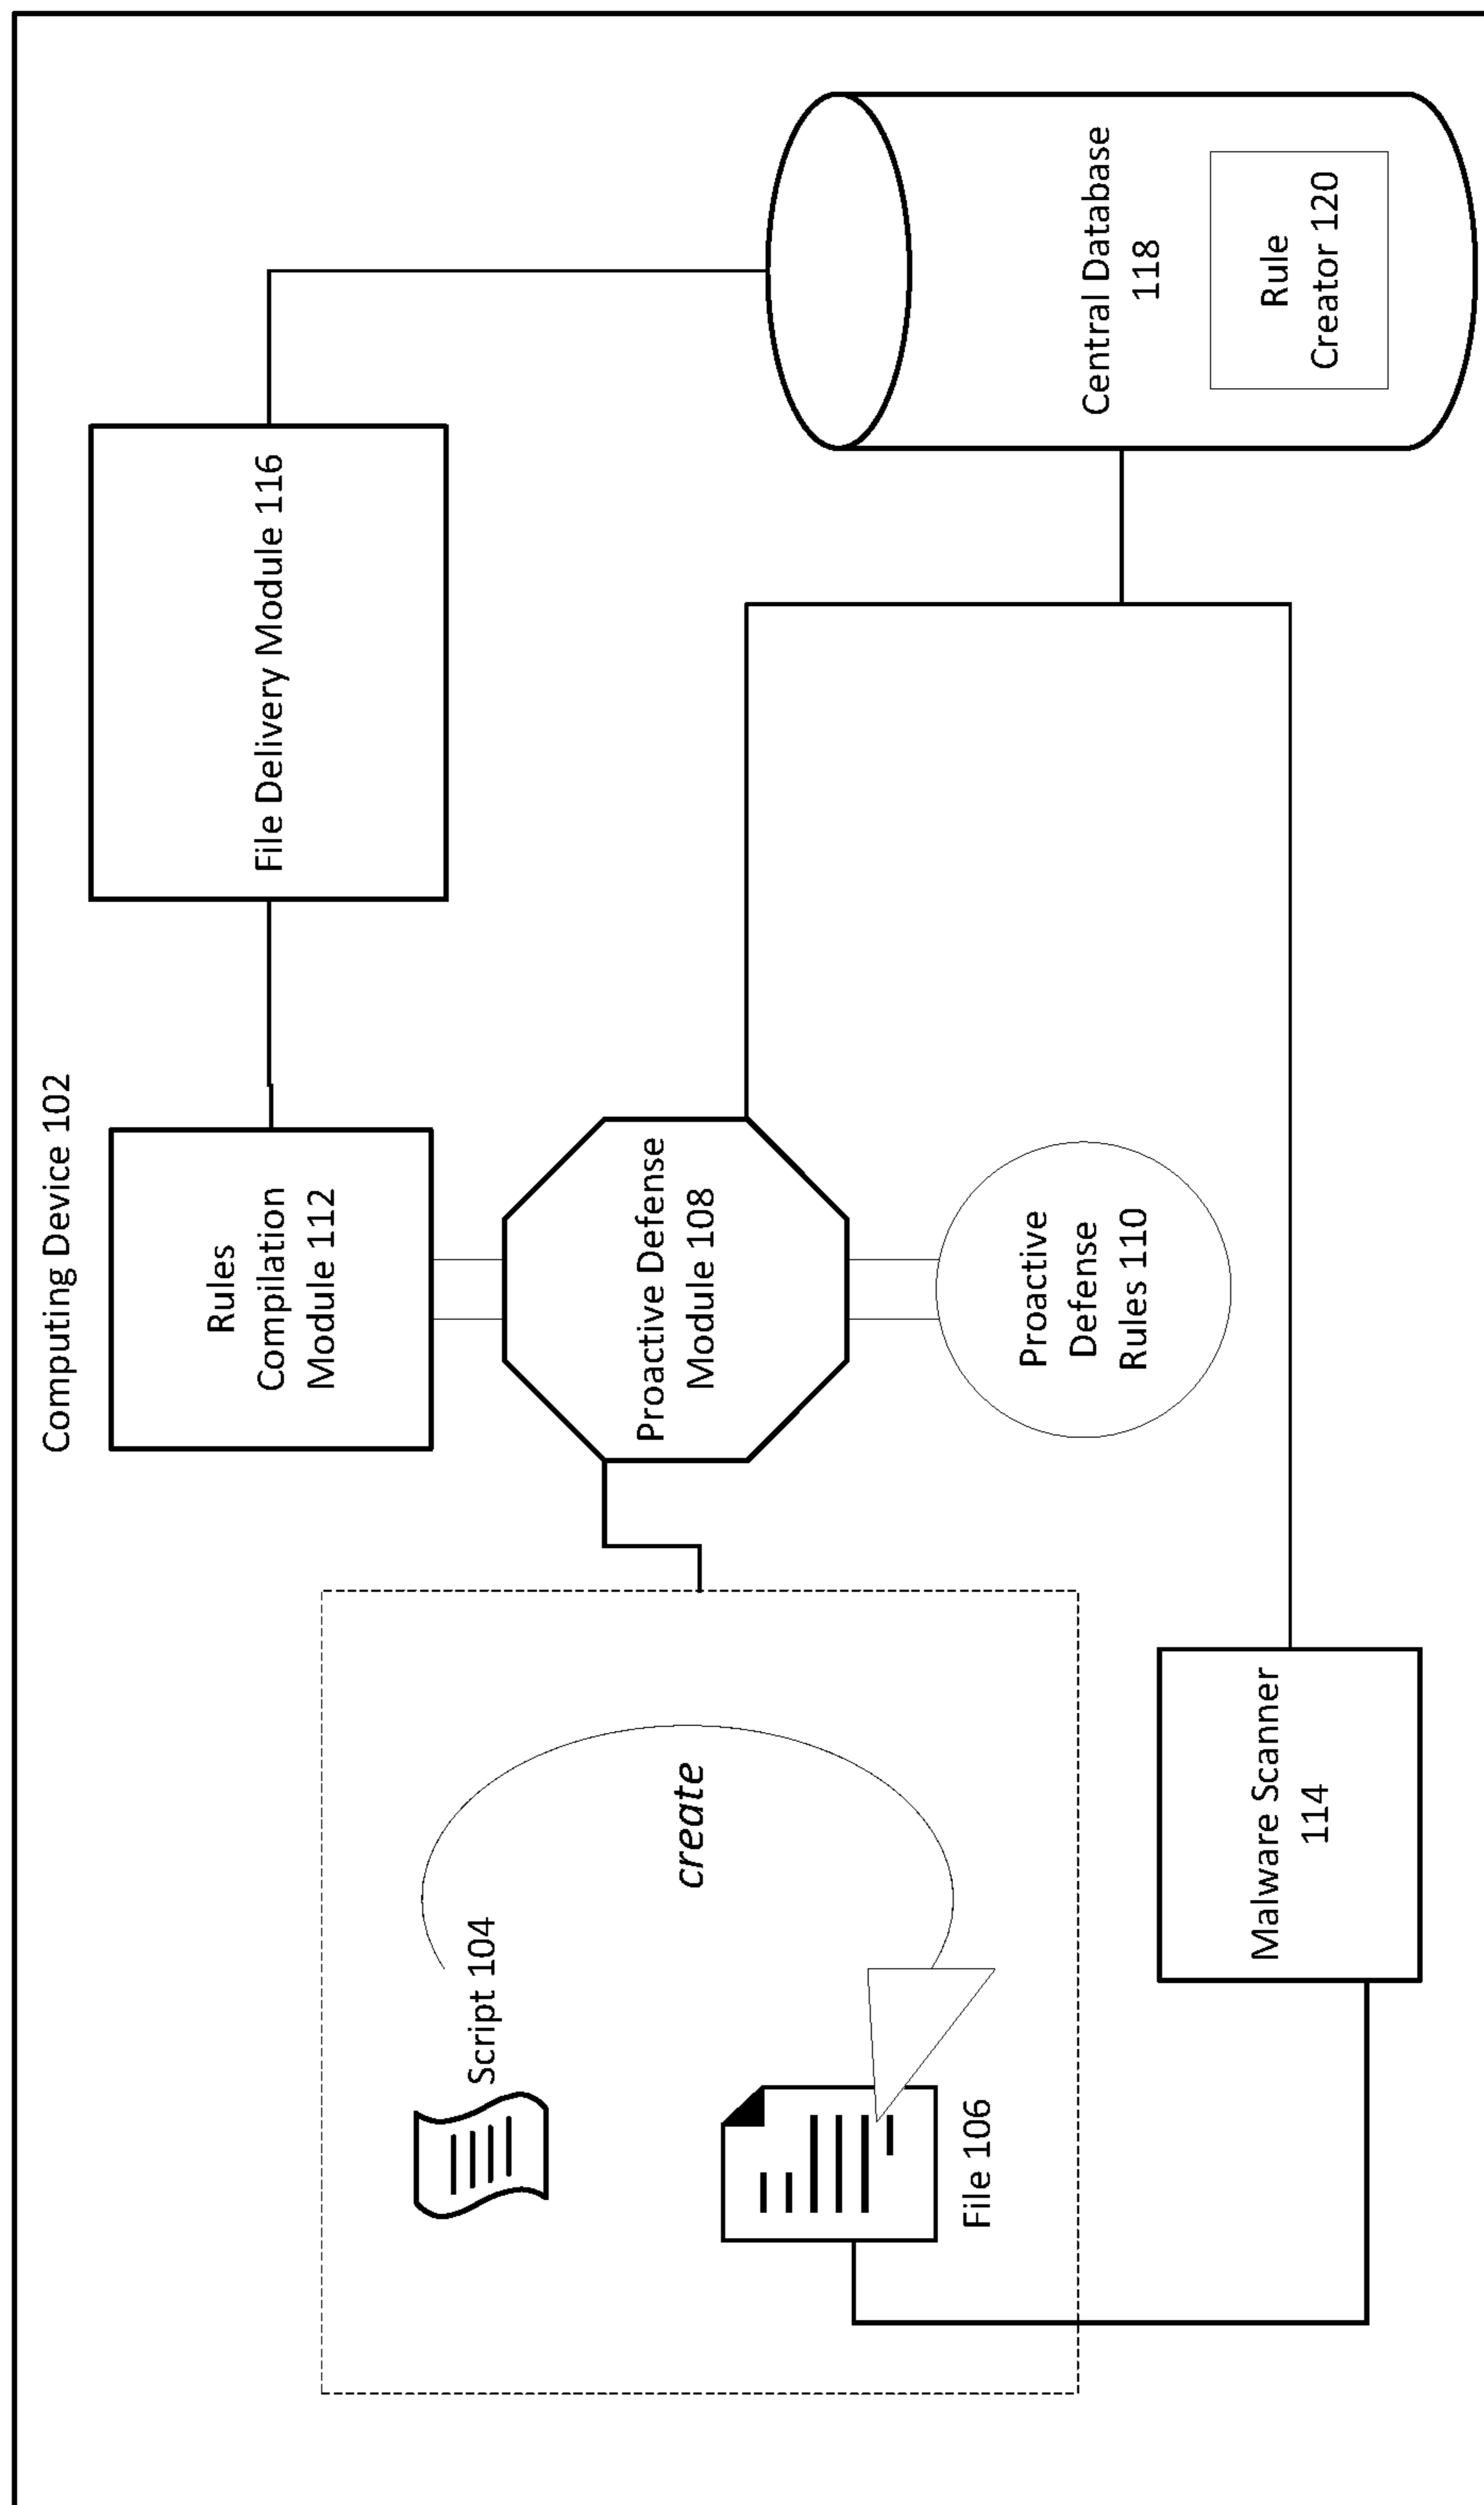 Computing Device 102
Rules
Compilation
Module 112
File Delivery Module 116
Script 104
create
File 106
Proactive Defense
Module 108
Proactive
Defense
Rules 110
Malware Scanner
114
Central Database
118
Rule
Creator 120